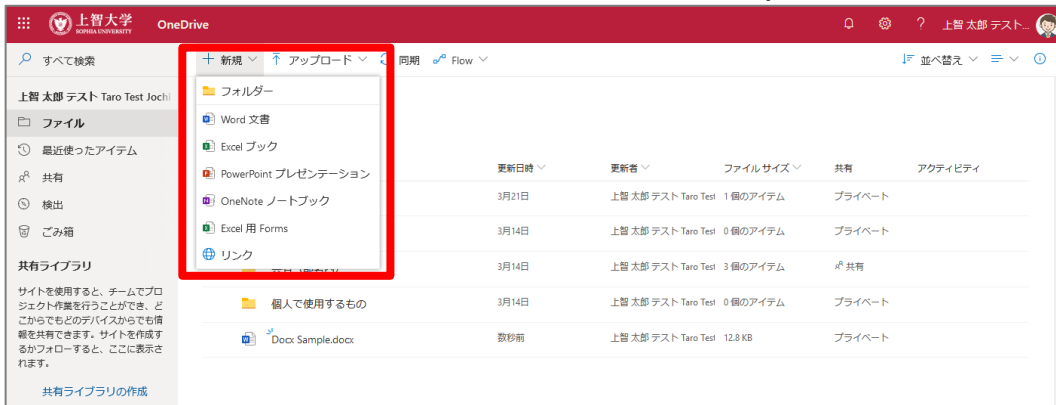 上智大学
SOPHIA UNIVERSITY
OneDrive
? 上智 太郎 テスト...
すべて検索
+ 新規 アップロード 同期 Flow
並べ替え
上智 太郎 テスト Taro Test Jochi
ファイル
最近使ったアイテム
共有
検出
ごみ箱
共有ライブラリ
サイトを使用すると、チームでプロ
ジェクト作業を行うことができ、ど
こからでもどのデバイスからでも情
報を共有できます。サイトを作成す
るかフォローすると、ここに表示さ
れます。
共有ライブラリの作成
フォルダー
Word 文書
Excel ブック
PowerPoint プレゼンテーション
OneNote ノートブック
Excel 用 Forms
リンク
更新日時 更新者 ファイル サイズ 共有 アクティビティ
3月21日 上智 太郎 テスト Taro Test 1 個のアイテム プライベート
3月14日 上智 太郎 テスト Taro Test 0 個のアイテム プライベート
3月14日 上智 太郎 テスト Taro Test 3 個のアイテム 共有
個人で使用するもの 3月14日 上智 太郎 テスト Taro Test 0 個のアイテム プライベート
Docx Sample.docx 数秒前 上智 太郎 テスト Taro Test 12.8 KB プライベート